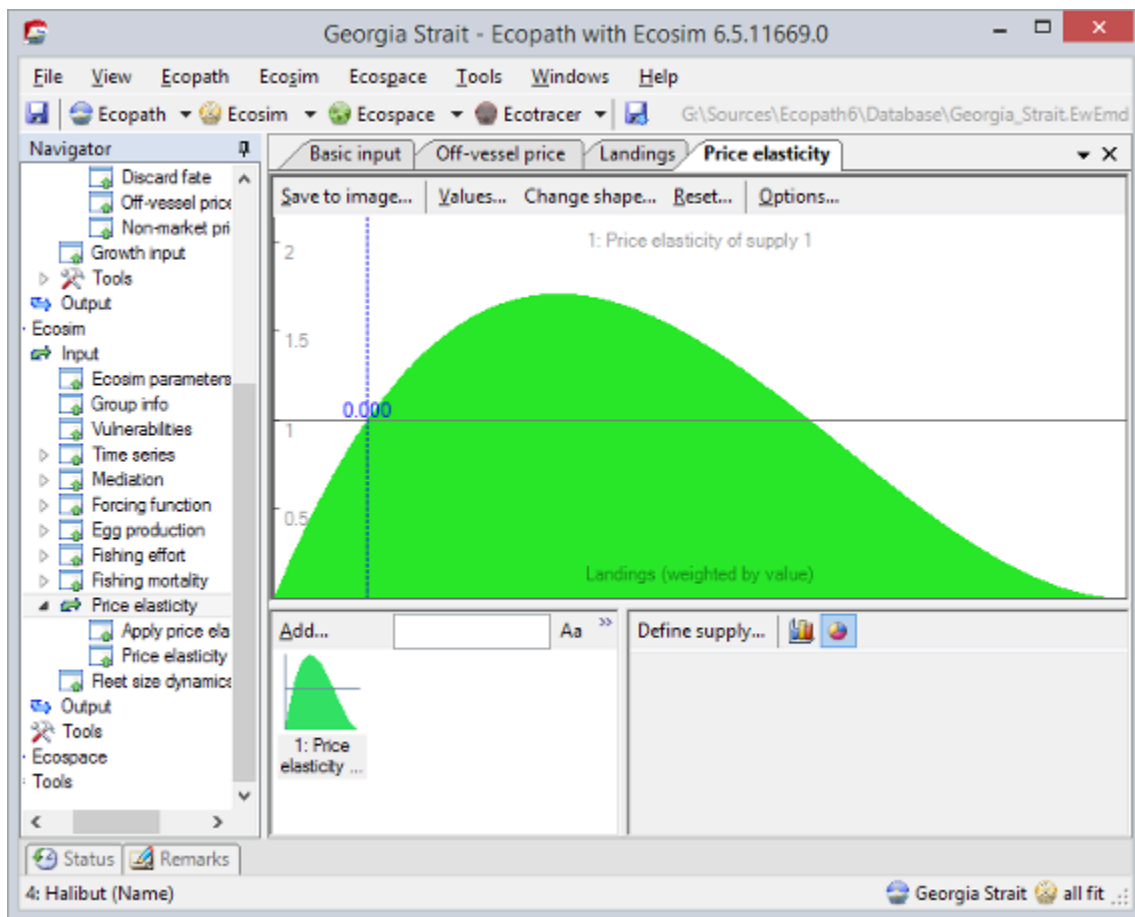 Georgia Strait - Ecopath with Ecosim 6.5.11669.0
File View Ecopath Ecosim Ecospace Tools Windows Help
Ecopath Ecosim Ecospace Ecotracer G:\Sources\Ecopath6\Database\Georgia_Strait.EwEmd
Navigator
Discard fate
Off-vessel price
Non-market pri
Growth input
Tools
Output
Ecosim
Input
Ecosim parameters
Group info
Vulnerabilities
Time series
Mediation
Forcing function
Egg production
Fishing effort
Fishing mortality
Price elasticity
Apply price ela
Price elasticity
Fleet size dynamics
Output
Tools
Ecospace
Tools
Basic input Off-vessel price Landings Price elasticity
Save to image... Values... Change shape... Reset... Options...
1: Price elasticity of supply 1
2
1.5
0.000
1
0.5
Landings (weighted by value)
Add... Aa »
1: Price
elasticity ...
Define supply...
Status Remarks
4: Halibut (Name) Georgia Strait all fit